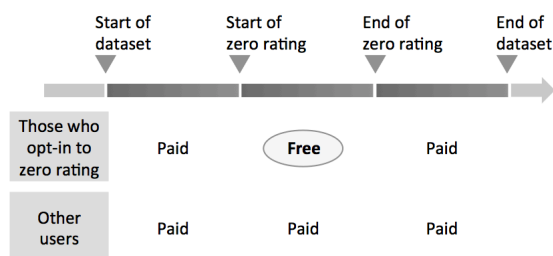 Start of
dataset
Start of
zero rating
End of
zero rating
End of
dataset
Those who
opt-in to
zero rating
Paid
Free
Paid
Other
users
Paid
Paid
Paid